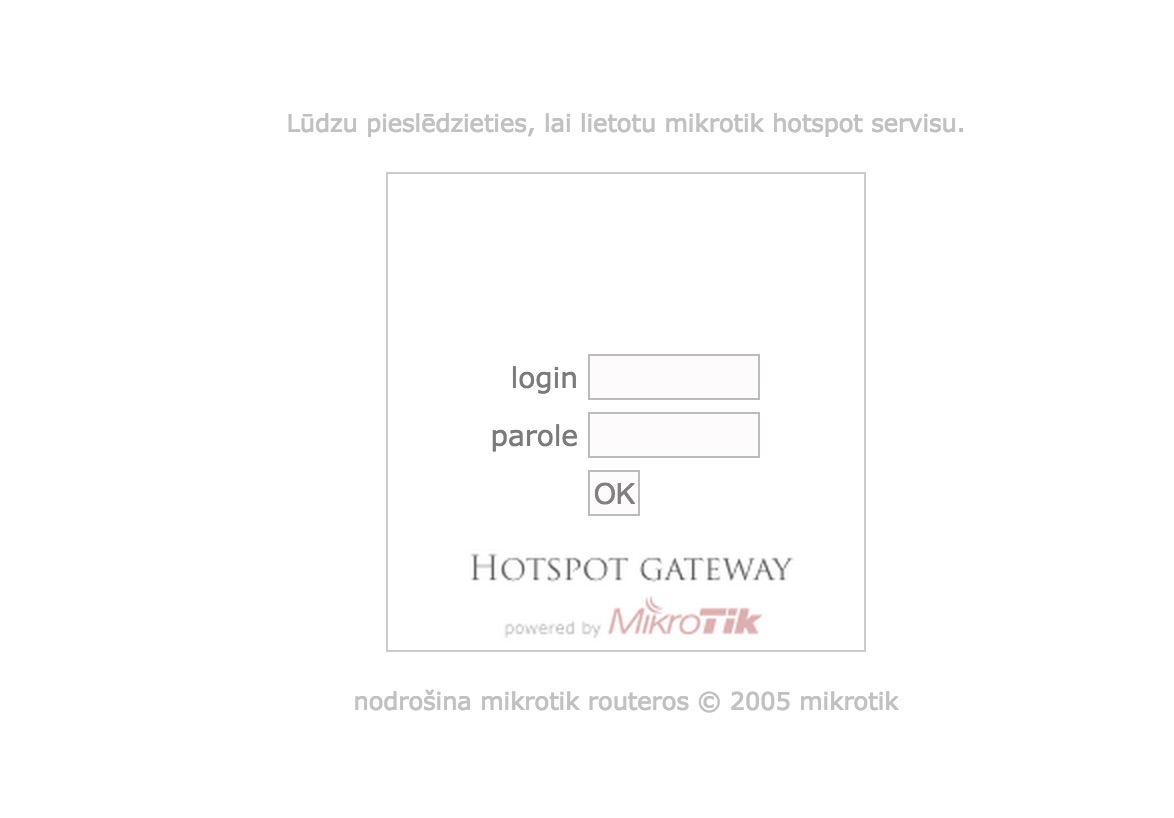 Lūdzu pieslēdzieties, lai lietotu mikrotik hotspot servisu.
login
parole
OK
HOTSPOT GATEWAY
powered by MikroTik
nodrošina mikrotik routeros © 2005 mikrotik